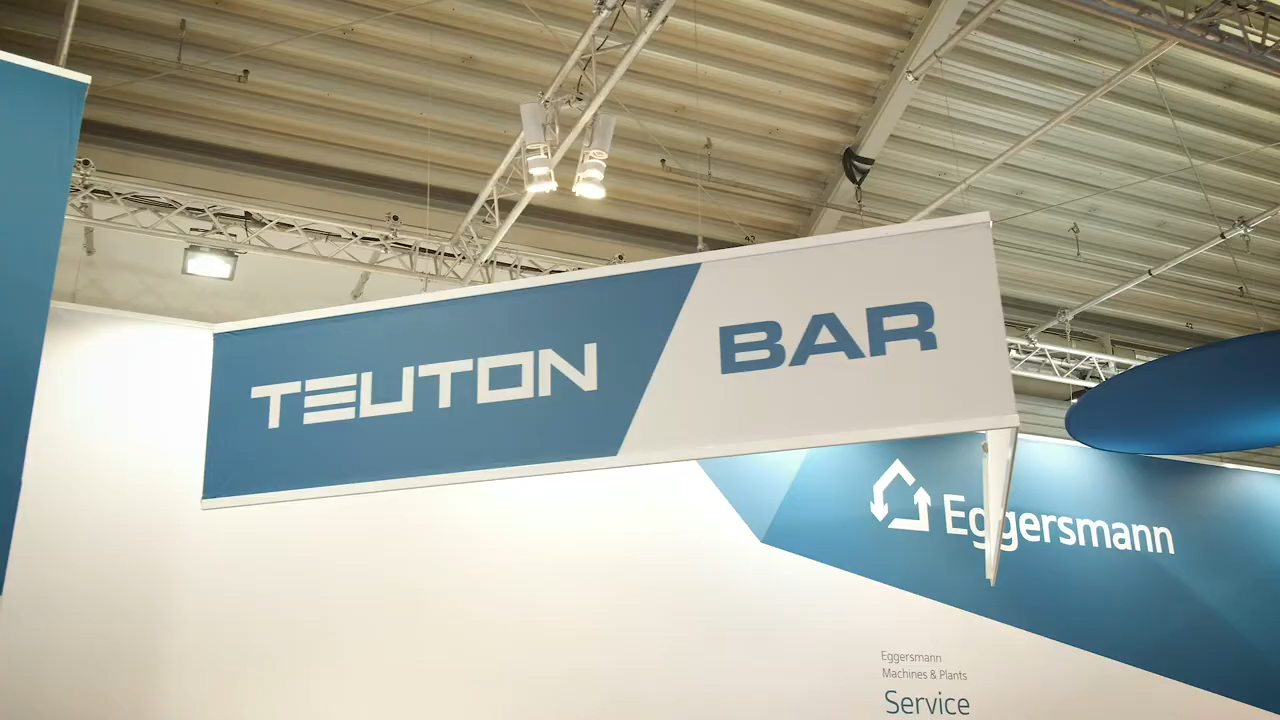 TEUTON BAR
Eggersmann
Eggersmann
Machines & Plants
Service